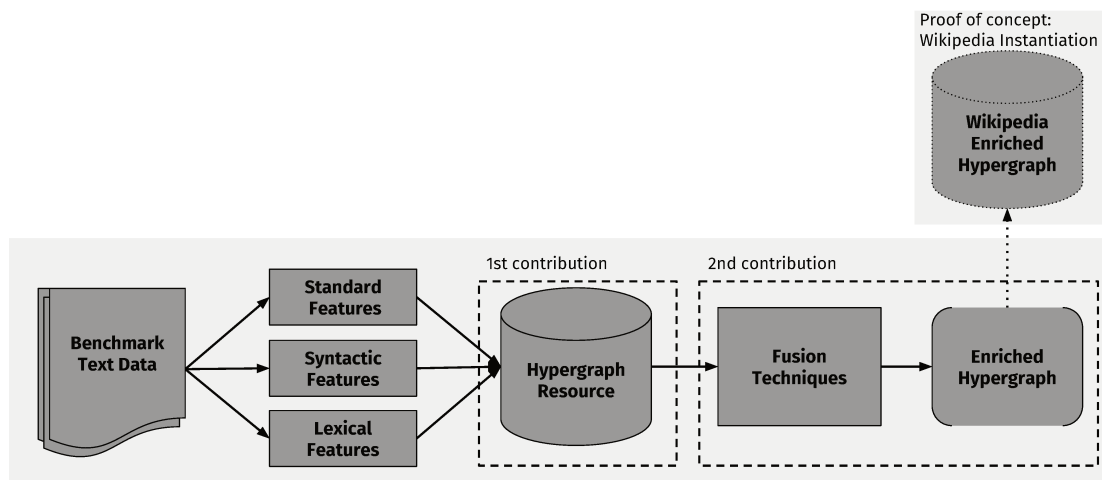 Proof of concept:
Wikipedia Instantiation
Wikipedia
Enriched
Hypergraph
1st contribution
2nd contribution
Benchmark
Text Data
Standard
Features
Syntactic
Features
Lexical
Features
Hypergraph
Resource
Fusion
Techniques
Enriched
Hypergraph